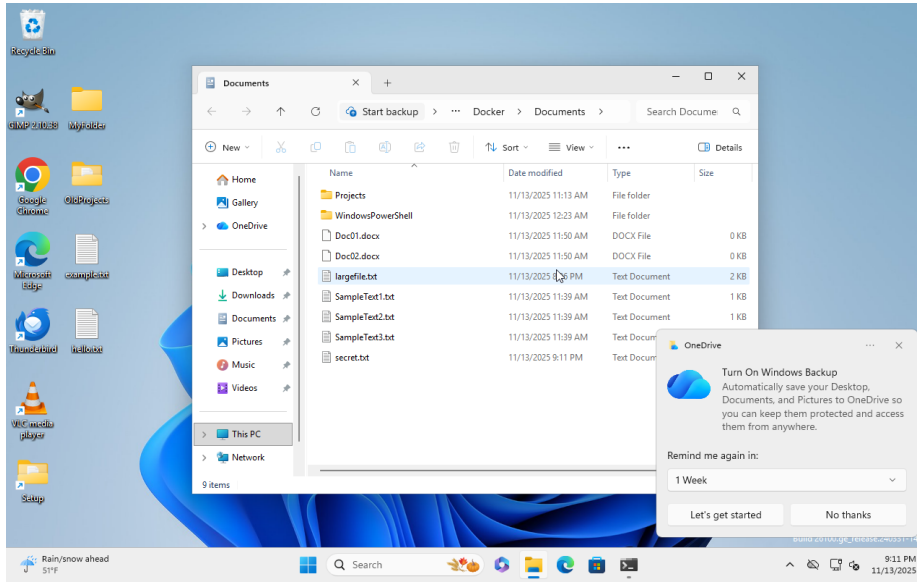 Recycle Bin
GIMP 2.10.38
MyFolder
Google Chrome
OldProjects
Microsoft Edge
example.txt
Thunderbird
hello.txt
VLC media player
Setup
Documents
Start backup
Docker
Documents
Search Docume
New
Sort
View
Details
Home
Gallery
OneDrive
Desktop
Downloads
Documents
Pictures
Music
Videos
This PC
Network
Name Date modified Type Size
Projects 11/13/2025 11:13 AM File folder
WindowsPowerShell 11/13/2025 12:23 AM File folder
Doc01.docx 11/13/2025 11:50 AM DOCX File 0 KB
Doc02.docx 11/13/2025 11:50 AM DOCX File 0 KB
largefile.txt 11/13/2025 PM Text Document 2 KB
SampleText1.txt 11/13/2025 11:39 AM Text Document 1 KB
SampleText2.txt 11/13/2025 11:39 AM Text Document 1 KB
SampleText3.txt 11/13/2025 11:39 AM Text Docum
secret.txt 11/13/2025 9:11 PM Text Docum
9 items
OneDrive
Turn On Windows Backup
Automatically save your Desktop,
Documents, and Pictures to OneDrive so
you can keep them protected and access
them from anywhere.
Remind me again in:
1 Week
Let's get started
No thanks
Rain/snow ahead
51°F
Search
9:11 PM
11/13/2025